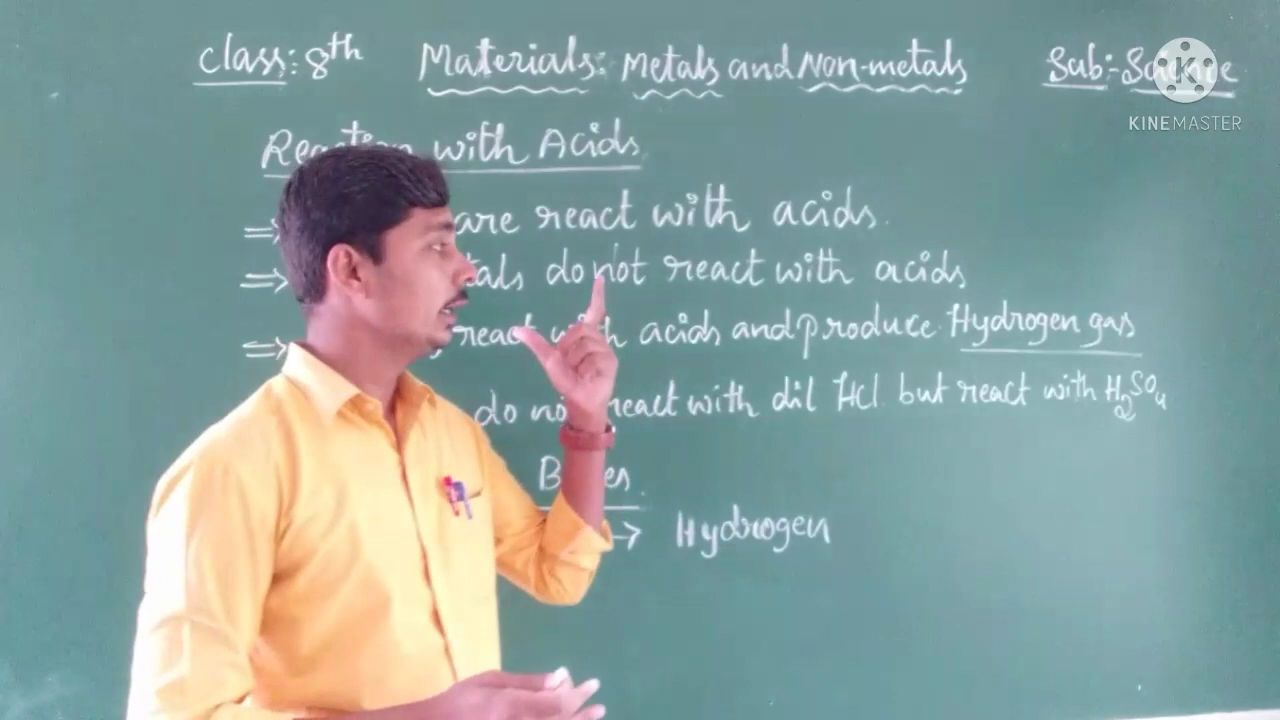 Class: 8th Materials: Metals and Non-metals Sub:- Science
Reaction with Acids
⇒ are react with acids.
⇒ do not react with acids
⇒ react with acids and produce Hydrogen gas
do not react with dil HCl but react with H2SO4
Bases
→ Hydrogen
KINEMASTER